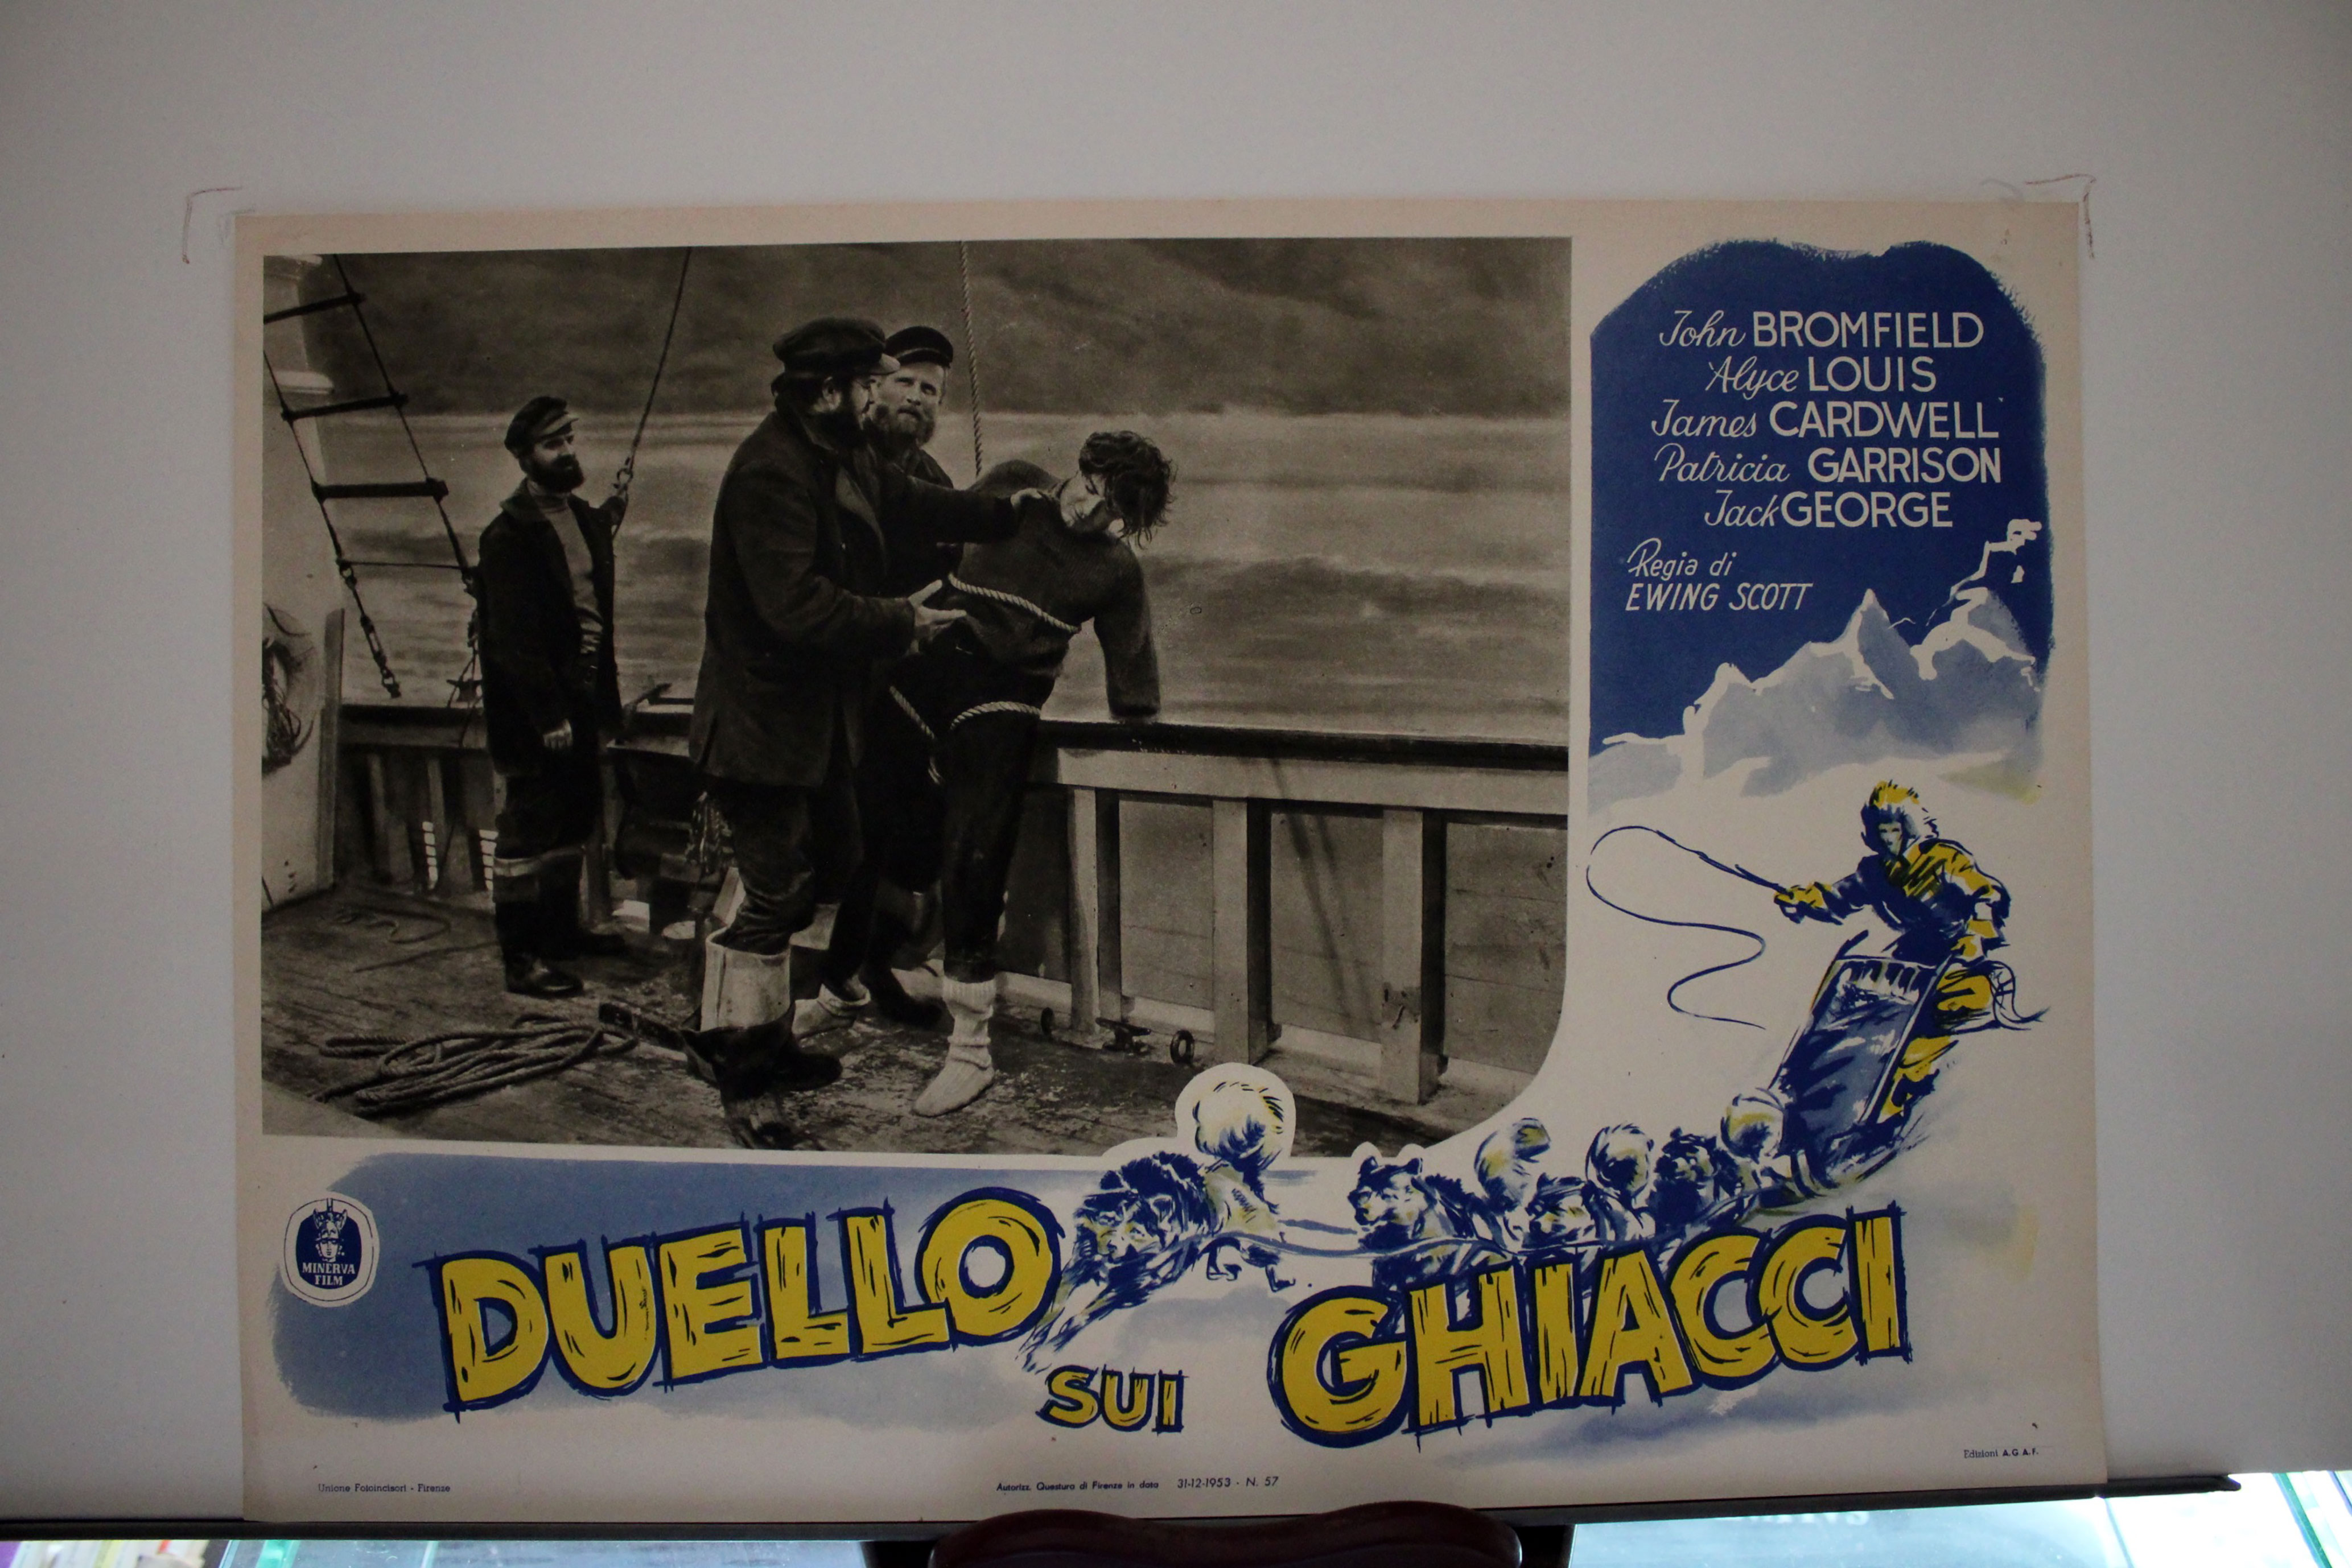 John BROMFIELD
Alyce LOUIS
James CARDWELL
Patricia GARRISON
Jack GEORGE
Regia di
EWING SCOTT
MINERVA
FILM
DUELLO
SUI
GHIACCI
Edizioni A.G.A.F.
Unione Fotoincisori - Firenze
Autorizz. Questura di Firenze in data 31-12-1953 - N. 57